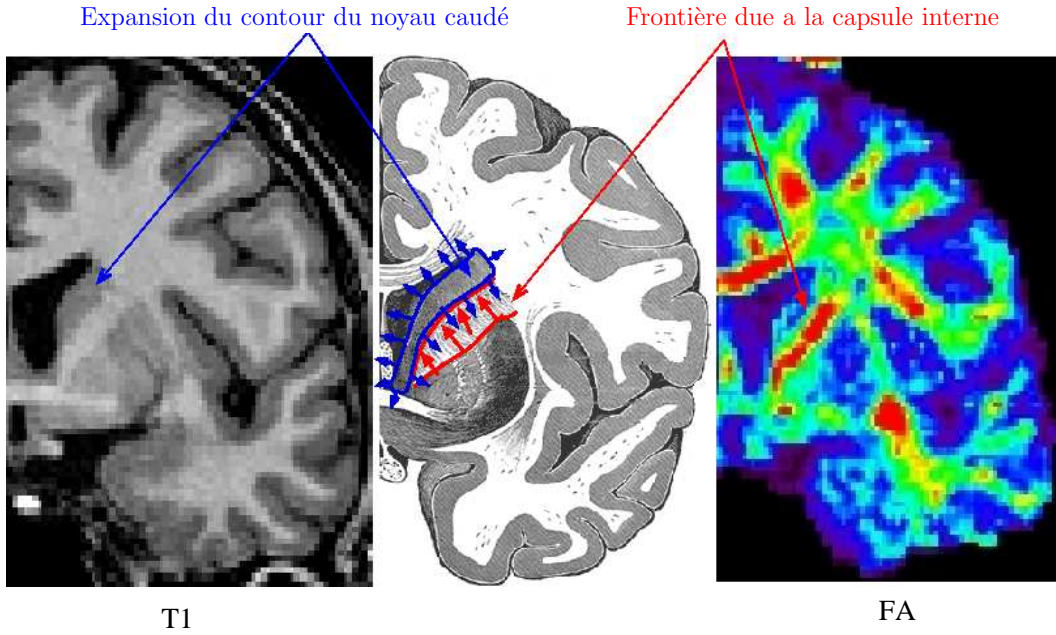 Expansion du contour du noyau caudé
Frontière due a la capsule interne
T1
FA